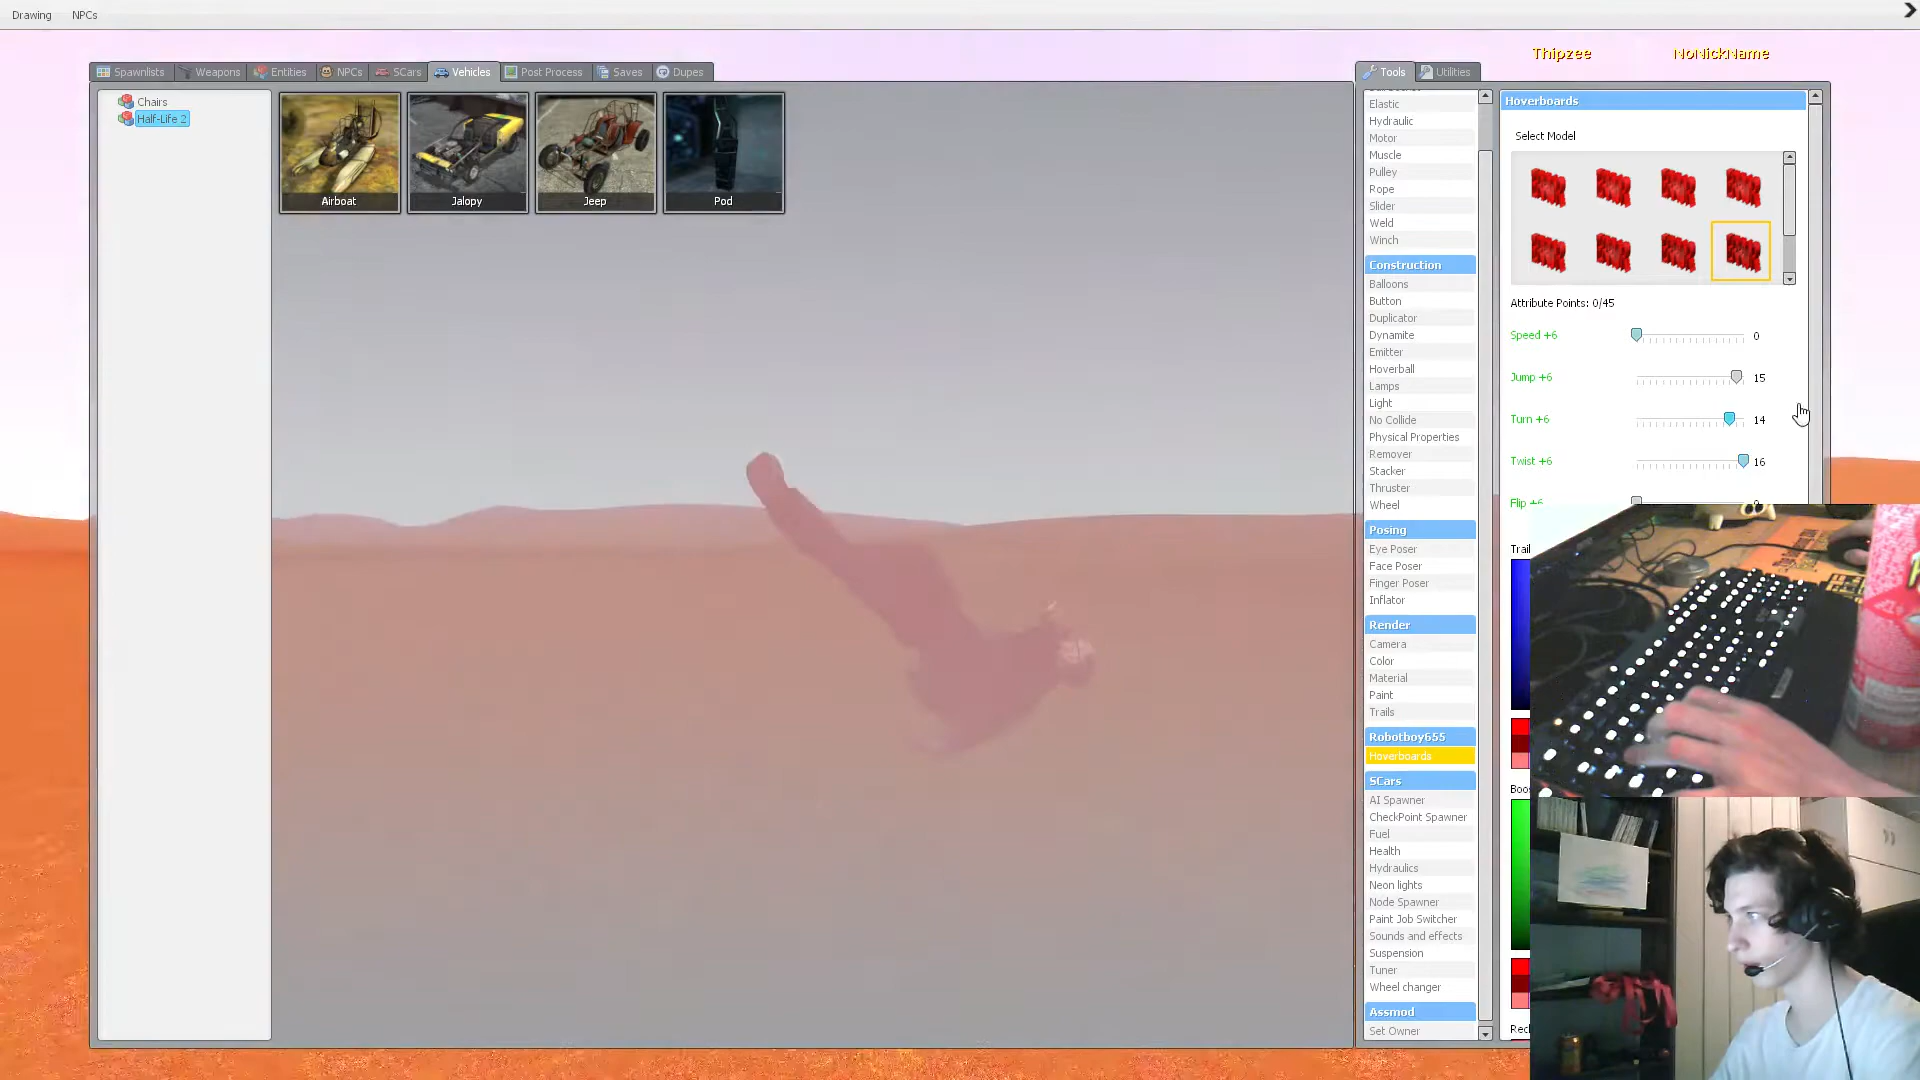 Drawing NPCs
Thipzee NoNickName
Spawnlists Weapons Entities NPCs SCars Vehicles Post Process Saves Dupes
Tools Utilities
Chairs
Half-Life 2
Airboat Jalopy Jeep Pod
Elastic
Hydraulic
Motor
Muscle
Pulley
Rope
Slider
Weld
Winch
Construction
Balloons
Button
Duplicator
Dynamite
Emitter
Hoverball
Lamps
Light
No Collide
Physical Properties
Remover
Stacker
Thruster
Wheel
Posing
Eye Poser
Face Poser
Finger Poser
Inflator
Render
Camera
Color
Material
Paint
Trails
Robotboy655
Hoverboards
SCars
AI Spawner
CheckPoint Spawner
Fuel
Health
Hydraulics
Neon lights
Node Spawner
Paint Job Switcher
Sounds and effects
Suspension
Tuner
Wheel changer
Assmod
Set Owner
Hoverboards
Select Model
Attribute Points: 0/45
Speed +6 0
Jump +6 15
Turn +6 14
Twist +6 16
Flip +6
Trail
Boos
Recl